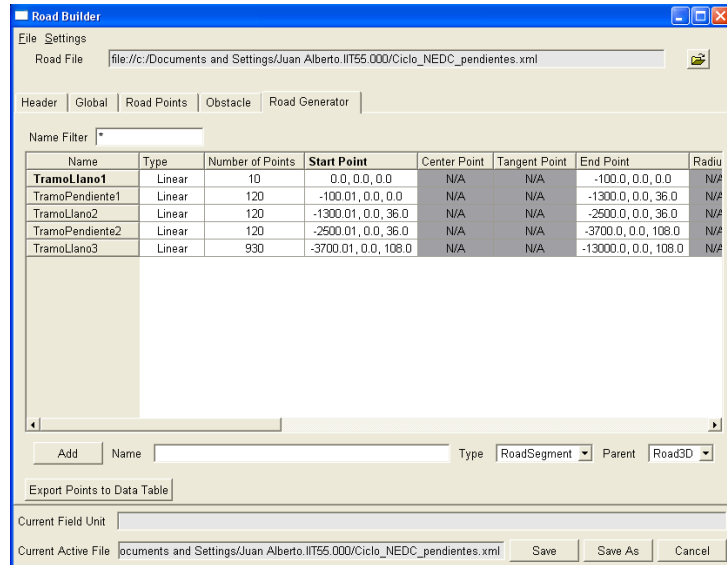 Road Builder
File Settings
Road File file://c:/Documents and Settings/Juan Alberto.IIT55.000/Ciclo_NEDC_pendientes.xml
Header Global Road Points Obstacle Road Generator
Name Filter *
Name Type Number of Points Start Point Center Point Tangent Point End Point Radiu
TramoLlano1 Linear 10 0.0, 0.0, 0.0 N/A N/A -100.0, 0.0, 0.0 N/A
TramoPendiente1 Linear 120 -100.01, 0.0, 0.0 N/A N/A -1300.0, 0.0, 36.0 N/A
TramoLlano2 Linear 120 -1300.01, 0.0, 36.0 N/A N/A -2500.0, 0.0, 36.0 N/A
TramoPendiente2 Linear 120 -2500.01, 0.0, 36.0 N/A N/A -3700.0, 0.0, 108.0 N/A
TramoLlano3 Linear 930 -3700.01, 0.0, 108.0 N/A N/A -13000.0, 0.0, 108.0 N/A
Add Name Type RoadSegment Parent Road3D
Export Points to Data Table
Current Field Unit
Current Active File ocuments and Settings/Juan Alberto.IIT55.000/Ciclo_NEDC_pendientes.xml Save Save As Cancel